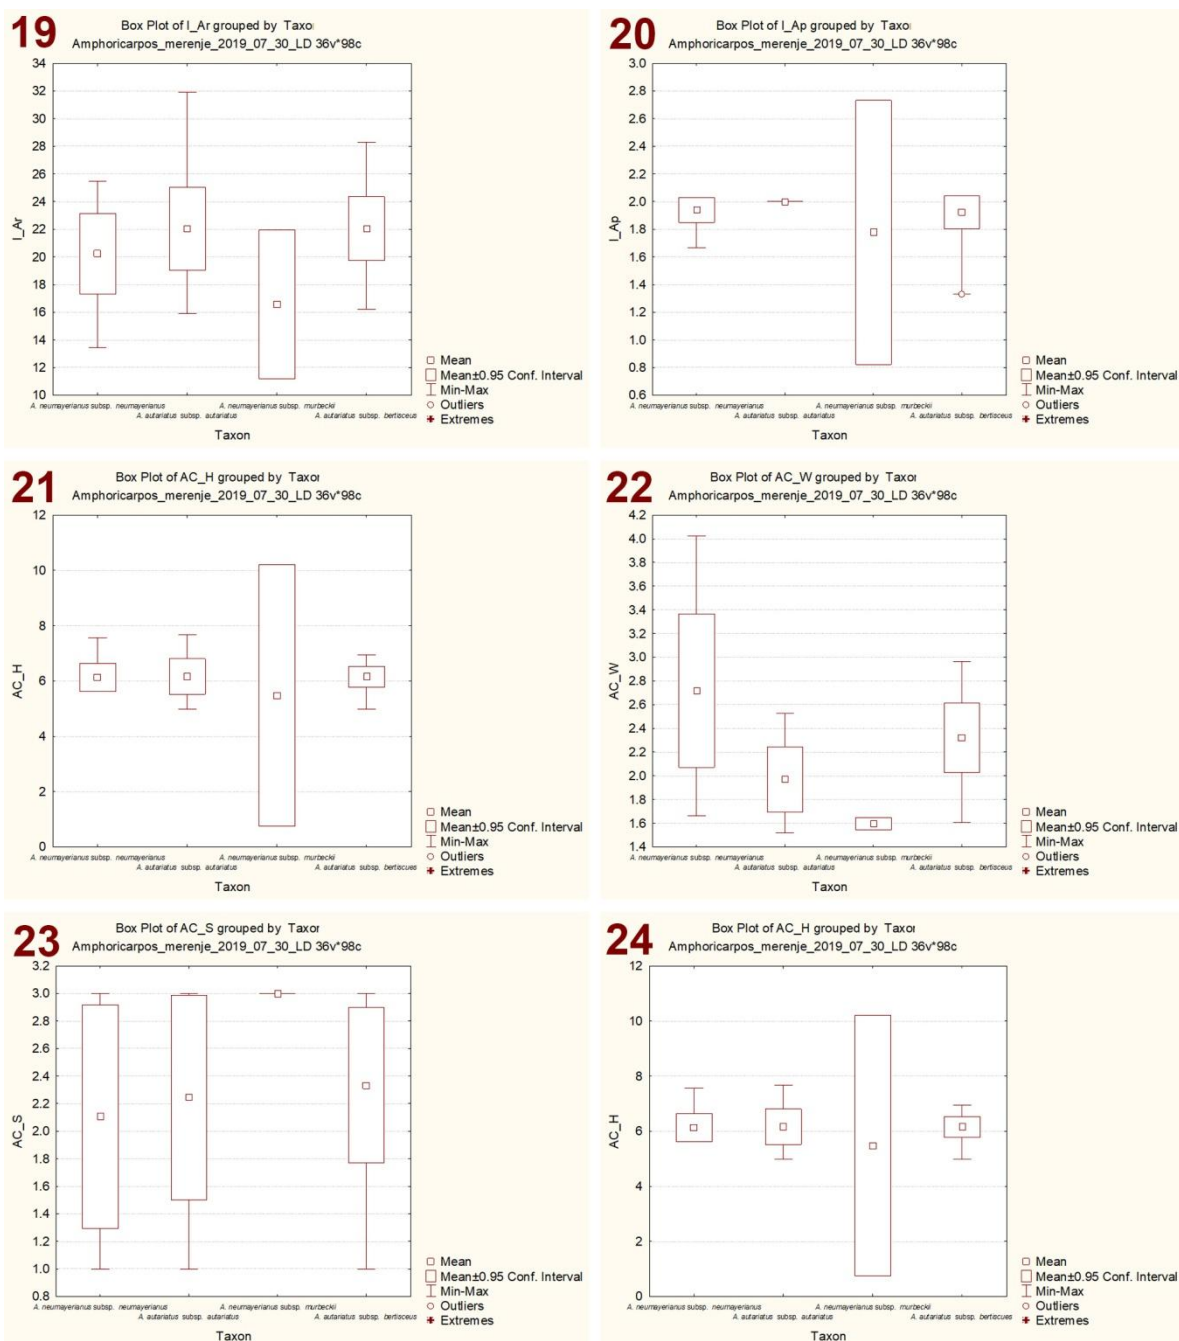 19
Box Plot of I_Ar grouped by Taxo
Amphoricarpos_merenje_2019_07_30_LD 36v*98c
34
32
30
28
26
24
22
20
18
16
14
12
10
I_Ar
A. neumayerianus subsp. neumayerianus
A. autariatus subsp. autariatus
A. neumayerianus subsp. murbeckii
A. autariatus subsp. bertisceus
Taxon
Mean
Mean±0.95 Conf. Interval
Min-Max
Outliers
Extremes
20
Box Plot of I_Ap grouped by Taxo
Amphoricarpos_merenje_2019_07_30_LD 36v*98c
3.0
2.8
2.6
2.4
2.2
2.0
1.8
1.6
1.4
1.2
1.0
0.8
0.6
I_Ap
A. neumayerianus subsp. neumayerianus
A. autariatus subsp. autariatus
A. neumayerianus subsp. murbeckii
A. autariatus subsp. bertisceus
Taxon
Mean
Mean±0.95 Conf. Interval
Min-Max
Outliers
Extremes
21
Box Plot of AC_H grouped by Taxor
Amphoricarpos_merenje_2019_07_30_LD 36v*98c
12
10
8
6
4
2
0
AC_H
A. neumayerianus subsp. neumayerianus
A. autariatus subsp. autariatus
A. neumayerianus subsp. murbeckii
A. autariatus subsp.
Taxon
Mean
Mean±0.95 Conf. Interval
Min-Max
Outliers
Extremes
22
Box Plot of AC_W grouped by Taxor
Amphoricarpos_merenje_2019_07_30_LD 36v*98c
4.2
4.0
3.8
3.6
3.4
3.2
3.0
2.8
2.6
2.4
2.2
2.0
1.8
1.6
1.4
AC_W
A. neumayerianus subsp. neumayerianus
A. autariatus subsp. autariatus
A. neumayerianus subsp. murbeckii
A. autariatus subsp. bertisceus
Taxon
Mean
Mean±0.95 Conf. Interval
Min-Max
Outliers
Extremes
23
Box Plot of AC_S grouped by Taxor
Amphoricarpos_merenje_2019_07_30_LD 36v*98c
3.2
3.0
2.8
2.6
2.4
2.2
2.0
1.8
1.6
1.4
1.2
1.0
0.8
AC_S
A. neumayerianus subsp. neumayerianus
A. autariatus subsp. autariatus
A. neumayerianus subsp. murbeckii
A. autariatus subsp. bertisceus
Taxon
Mean
Mean±0.95 Conf. Interval
Min-Max
Outliers
Extremes
24
Box Plot of AC_H grouped by Taxor
Amphoricarpos_merenje_2019_07_30_LD 36v*98c
12
10
8
6
4
2
0
AC_H
A. neumayerianus subsp. neumayerianus
A. autariatus subsp. autariatus
A. neumayerianus subsp. murbeckii
A. autariatus subsp. bertisceus
Taxon
Mean
Mean±0.95 Conf. Interval
Min-Max
Outliers
Extremes